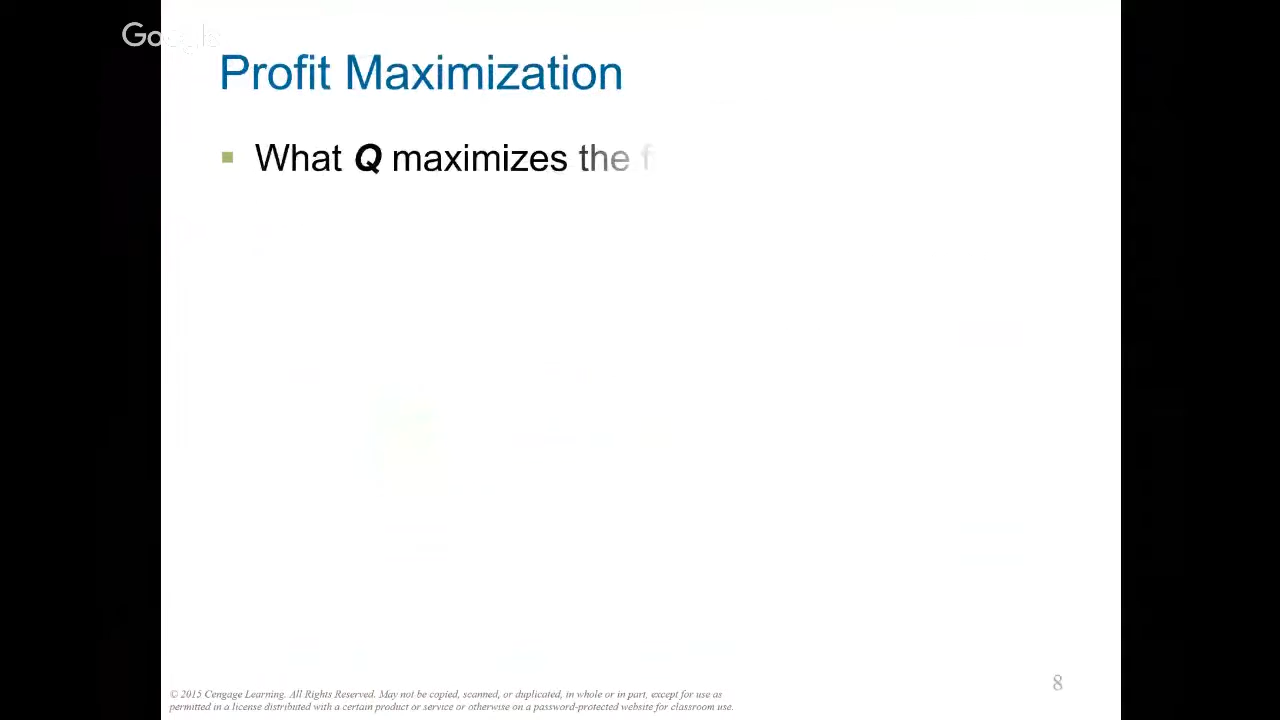 Google
Profit Maximization
What Q maximizes the f
© 2015 Cengage Learning. All Rights Reserved. May not be copied, scanned, or duplicated, in whole or in part, except for use as
permitted in a license distributed with a certain product or service or otherwise on a password-protected website for classroom use.
8